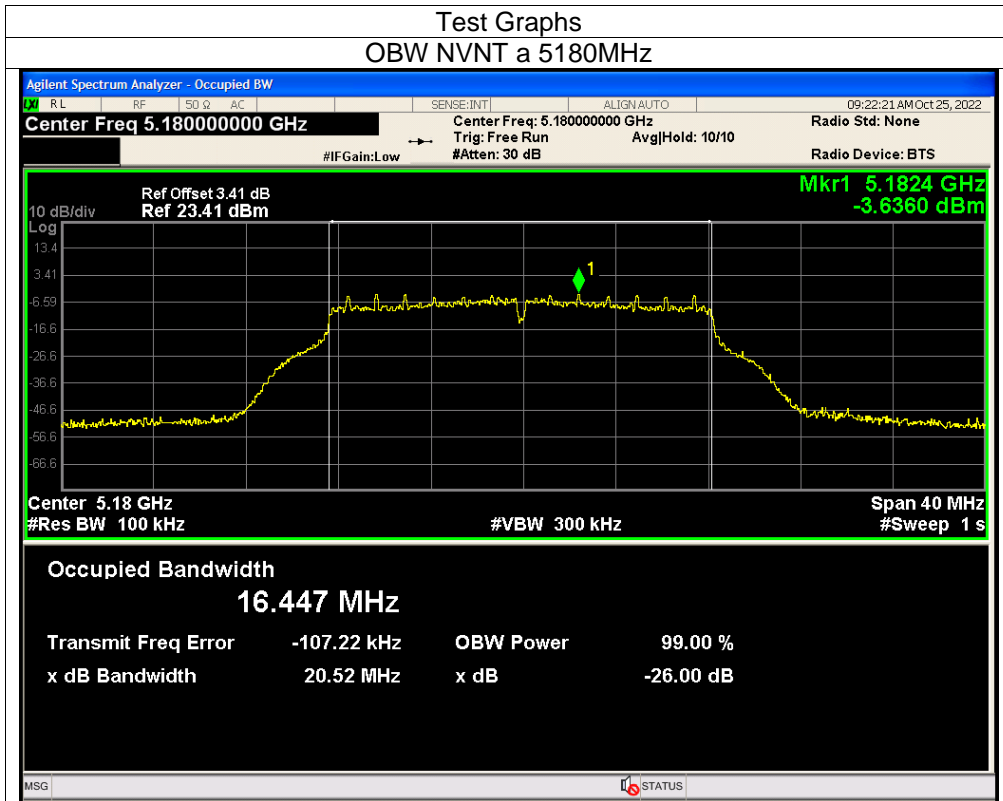 Test Graphs
OBW NVNT a 5180MHz
Agilent Spectrum Analyzer - Occupied BW
LXI RL RF 50 Ω AC SENSE:INT ALIGN AUTO 09:22:21 AM Oct 25, 2022
Center Freq 5.180000000 GHz Center Freq: 5.180000000 GHz Radio Std: None
Trig: Free Run Avg|Hold: 10/10
#IFGain:Low #Atten: 30 dB Radio Device: BTS
Ref Offset 3.41 dB Mkr1 5.1824 GHz
10 dB/div Ref 23.41 dBm -3.6360 dBm
Log
13.4
3.41
1
-6.59
-16.6
-26.6
-36.6
-46.6
-56.6
-66.6
Center 5.18 GHz Span 40 MHz
#Res BW 100 kHz #VBW 300 kHz #Sweep 1 s
Occupied Bandwidth
16.447 MHz
Transmit Freq Error -107.22 kHz OBW Power 99.00 %
x dB Bandwidth 20.52 MHz x dB -26.00 dB
MSG STATUS